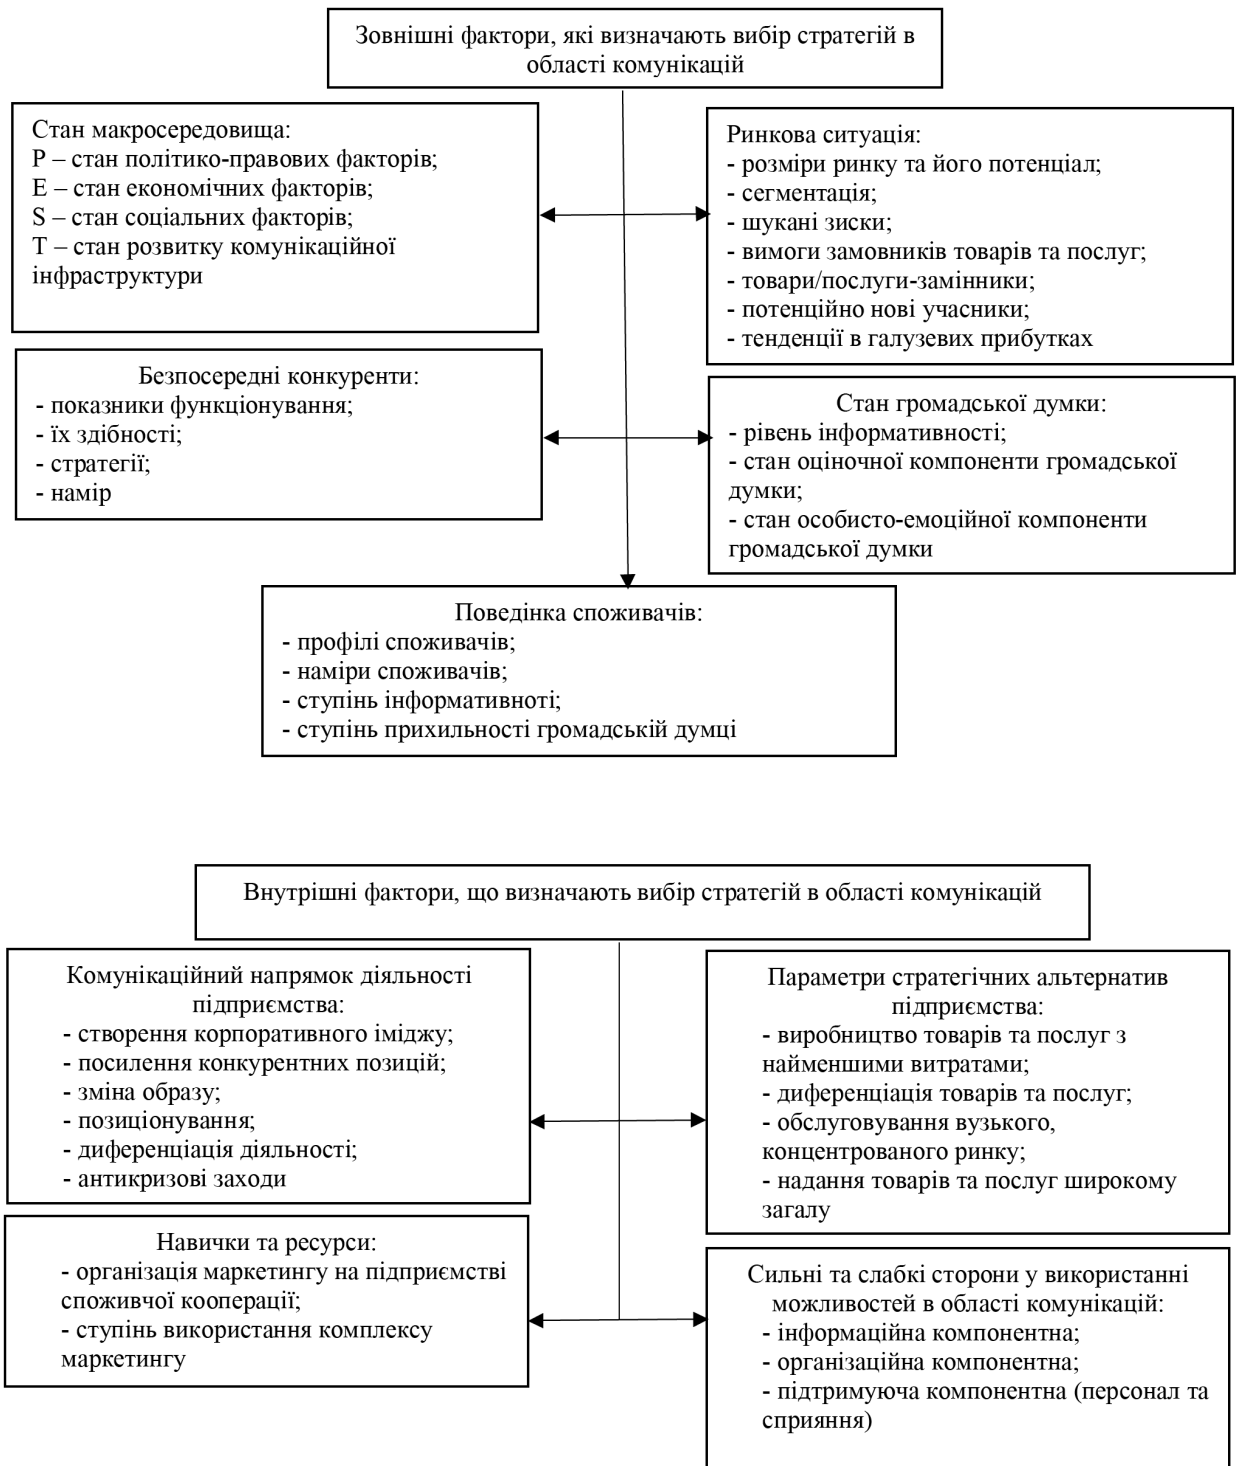 Зовнішні фактори, які визначають вибір стратегій в
області комунікацій
Стан макросередовища:
P – стан політико-правових факторів;
E – стан економічних факторів;
S – стан соціальних факторів;
T – стан розвитку комунікаційної
інфраструктури
Ринкова ситуація:
- розміри ринку та його потенціал;
- сегментація;
- шукані зиски;
- вимоги замовників товарів та послуг;
- товари/послуги-замінники;
- потенційно нові учасники;
- тенденції в галузевих прибутках
Безпосередні конкуренти:
- показники функціонування;
- їх здібності;
- стратегії;
- намір
Стан громадської думки:
- рівень інформативності;
- стан оціночної компоненти громадської
думки;
- стан особисто-емоційної компоненти
громадської думки
Поведінка споживачів:
- профілі споживачів;
- наміри споживачів;
- ступінь інформативноті;
- ступінь прихильності громадській думці
Внутрішні фактори, що визначають вибір стратегій в області комунікацій
Комунікаційний напрямок діяльності
підприємства:
- створення корпоративного іміджу;
- посилення конкурентних позицій;
- зміна образу;
- позиціонування;
- диференціація діяльності;
- антикризові заходи
Параметри стратегічних альтернатив
підприємства:
- виробництво товарів та послуг з
найменшими витратами;
- диференціація товарів та послуг;
- обслуговування вузького,
концентрованого ринку;
- надання товарів та послуг широкому
загалу
Навички та ресурси:
- організація маркетингу на підприємстві
споживчої кооперації;
- ступінь використання комплексу
маркетингу
Сильні та слабкі сторони у використанні
можливостей в області комунікацій:
- інформаційна компонентна;
- організаційна компонентна;
- підтримуюча компонентна (персонал та
сприяння)